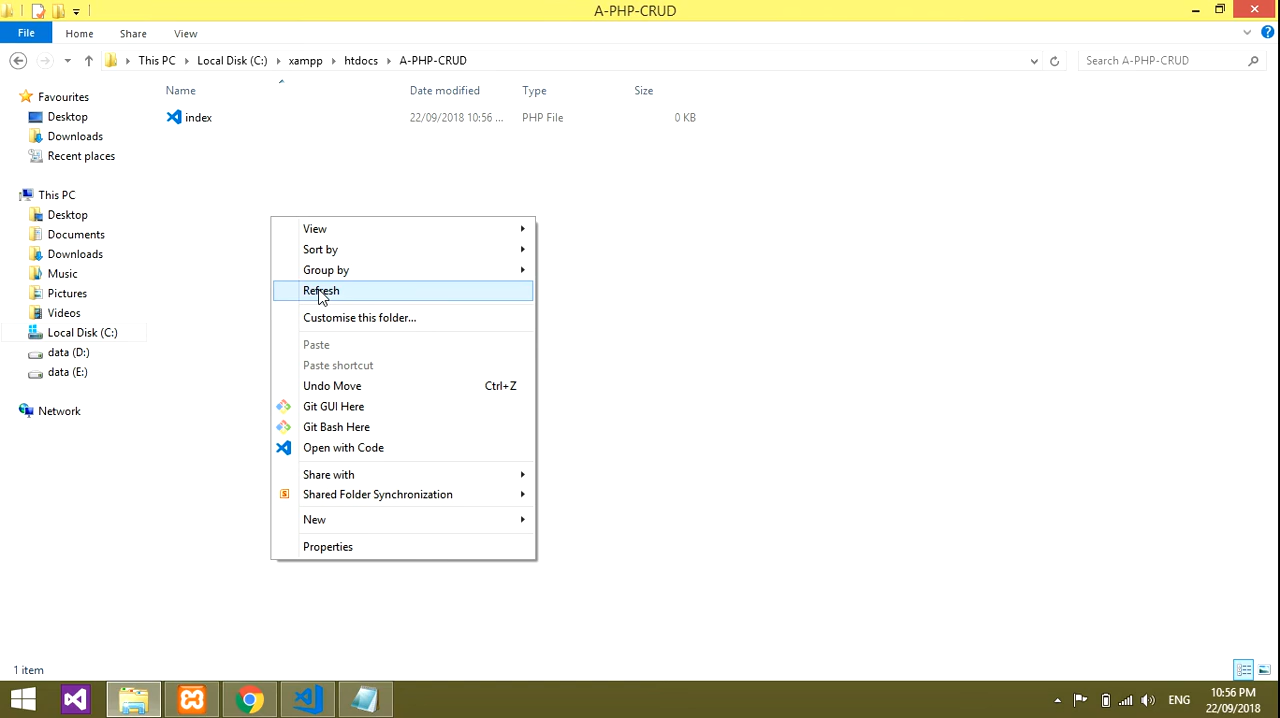 A-PHP-CRUD
File Home Share View
This PC Local Disk (C:) xampp htdocs A-PHP-CRUD Search A-PHP-CRUD
Name Date modified Type Size
index 22/09/2018 10:56 ... PHP File 0 KB
Favourites
Desktop
Downloads
Recent places
This PC
Desktop
Documents
Downloads
Music
Pictures
Videos
Local Disk (C:)
data (D:)
data (E:)
Network
View
Sort by
Group by
Refresh
Customise this folder...
Paste
Paste shortcut
Undo Move Ctrl+Z
Git GUI Here
Git Bash Here
Open with Code
Share with
Shared Folder Synchronization
New
Properties
1 item
ENG
10:56 PM
22/09/2018